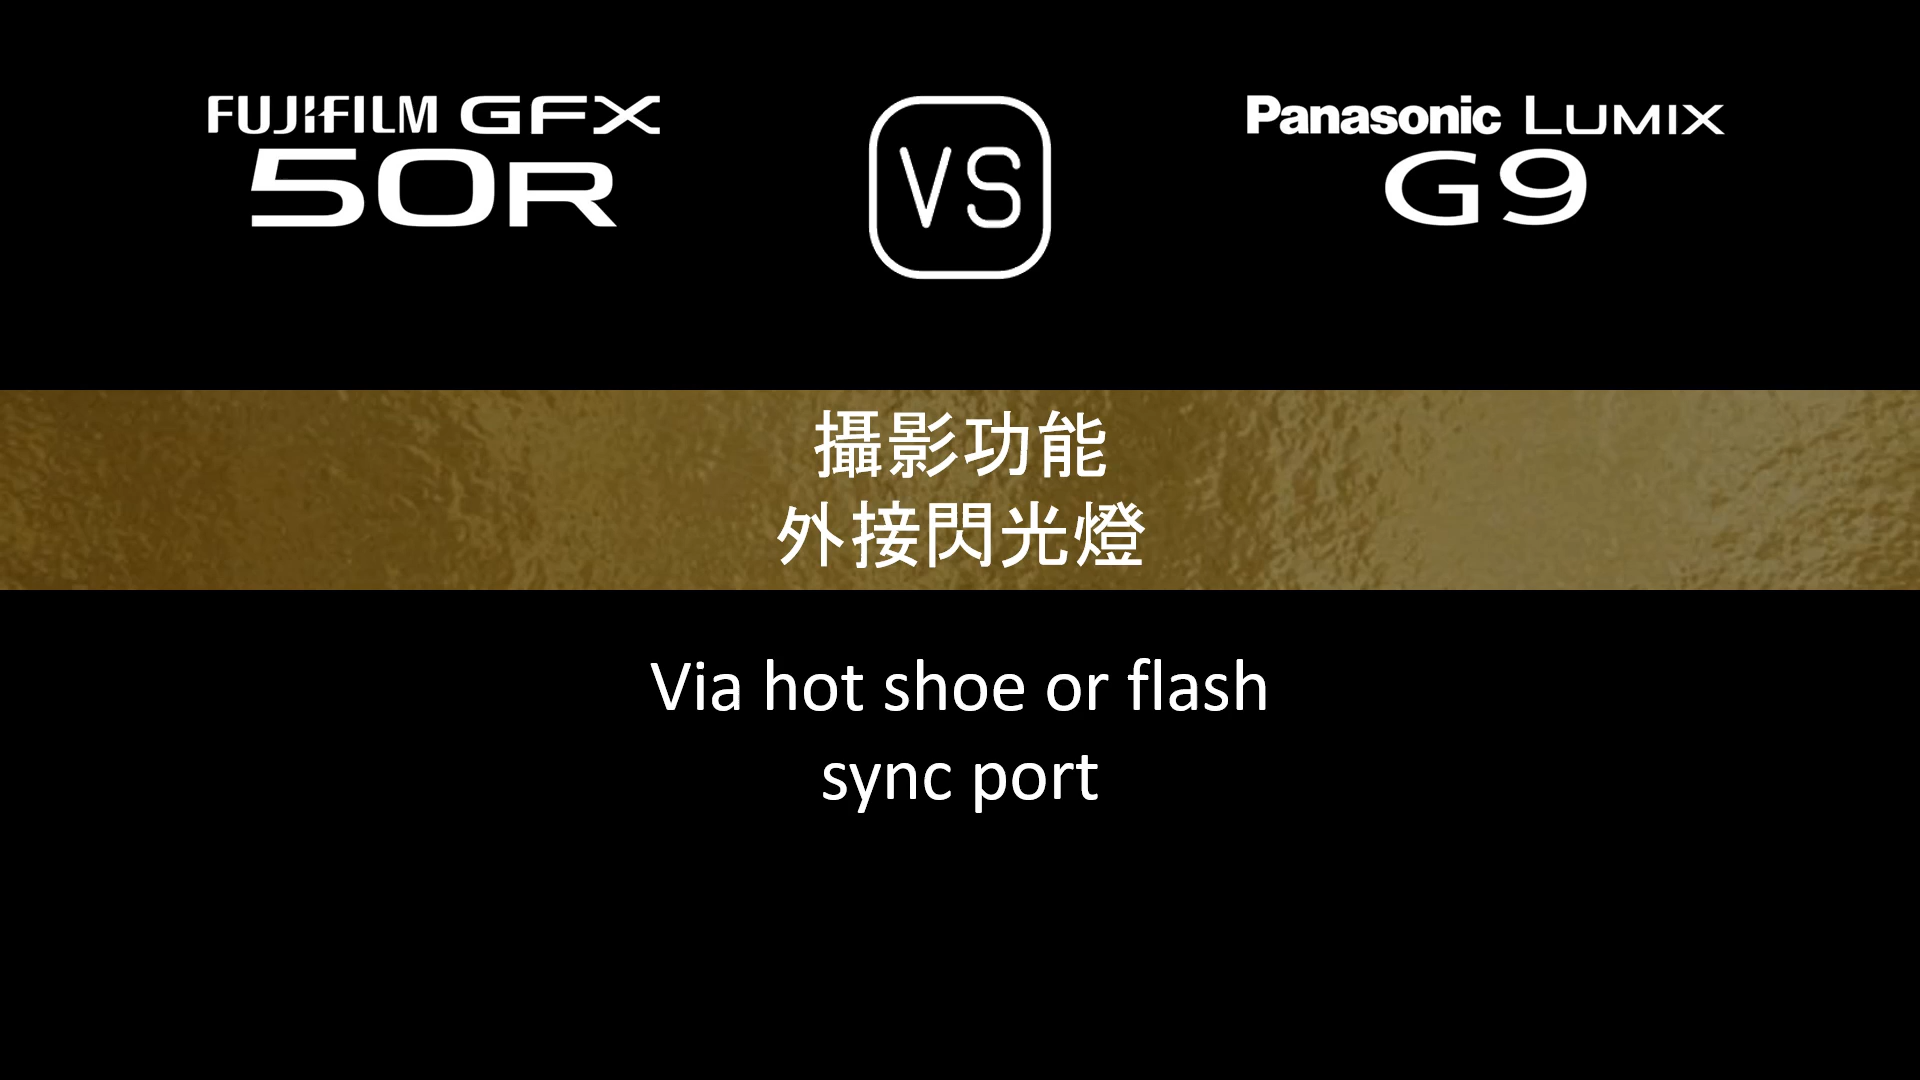 FUJIFILM GFX
50R
VS
Panasonic LUMIX
G9
攝影功能
外接閃光燈
Via hot shoe or flash
sync port